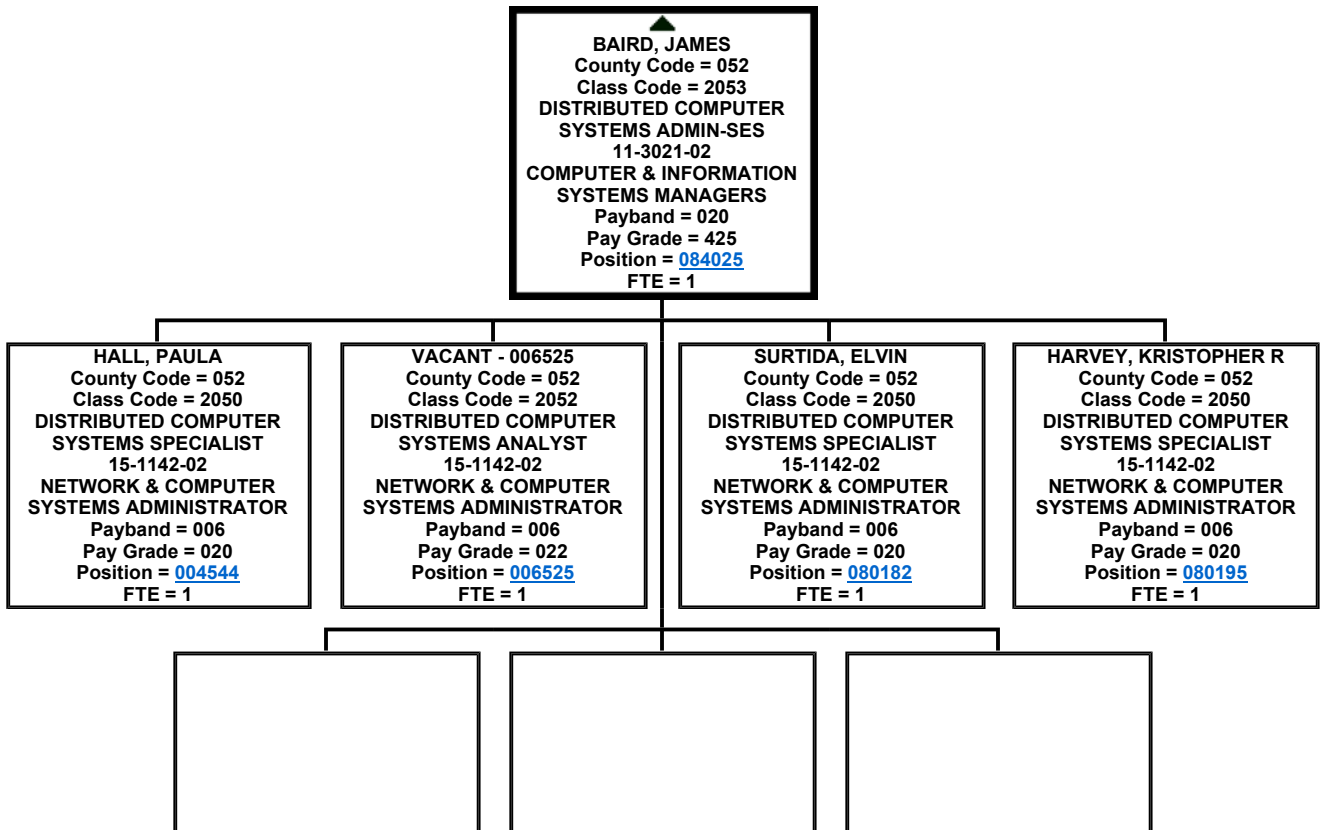 BAIRD, JAMES
County Code = 052
Class Code = 2053
DISTRIBUTED COMPUTER
SYSTEMS ADMIN-SES
11-3021-02
COMPUTER & INFORMATION
SYSTEMS MANAGERS
Payband = 020
Pay Grade = 425
Position = 084025
FTE = 1
HALL, PAULA
County Code = 052
Class Code = 2050
DISTRIBUTED COMPUTER
SYSTEMS SPECIALIST
15-1142-02
NETWORK & COMPUTER
SYSTEMS ADMINISTRATOR
Payband = 006
Pay Grade = 020
Position = 004544
FTE = 1
VACANT - 006525
County Code = 052
Class Code = 2052
DISTRIBUTED COMPUTER
SYSTEMS ANALYST
15-1142-02
NETWORK & COMPUTER
SYSTEMS ADMINISTRATOR
Payband = 006
Pay Grade = 022
Position = 006525
FTE = 1
SURTIDA, ELVIN
County Code = 052
Class Code = 2050
DISTRIBUTED COMPUTER
SYSTEMS SPECIALIST
15-1142-02
NETWORK & COMPUTER
SYSTEMS ADMINISTRATOR
Payband = 006
Pay Grade = 020
Position = 080182
FTE = 1
HARVEY, KRISTOPHER R
County Code = 052
Class Code = 2050
DISTRIBUTED COMPUTER
SYSTEMS SPECIALIST
15-1142-02
NETWORK & COMPUTER
SYSTEMS ADMINISTRATOR
Payband = 006
Pay Grade = 020
Position = 080195
FTE = 1